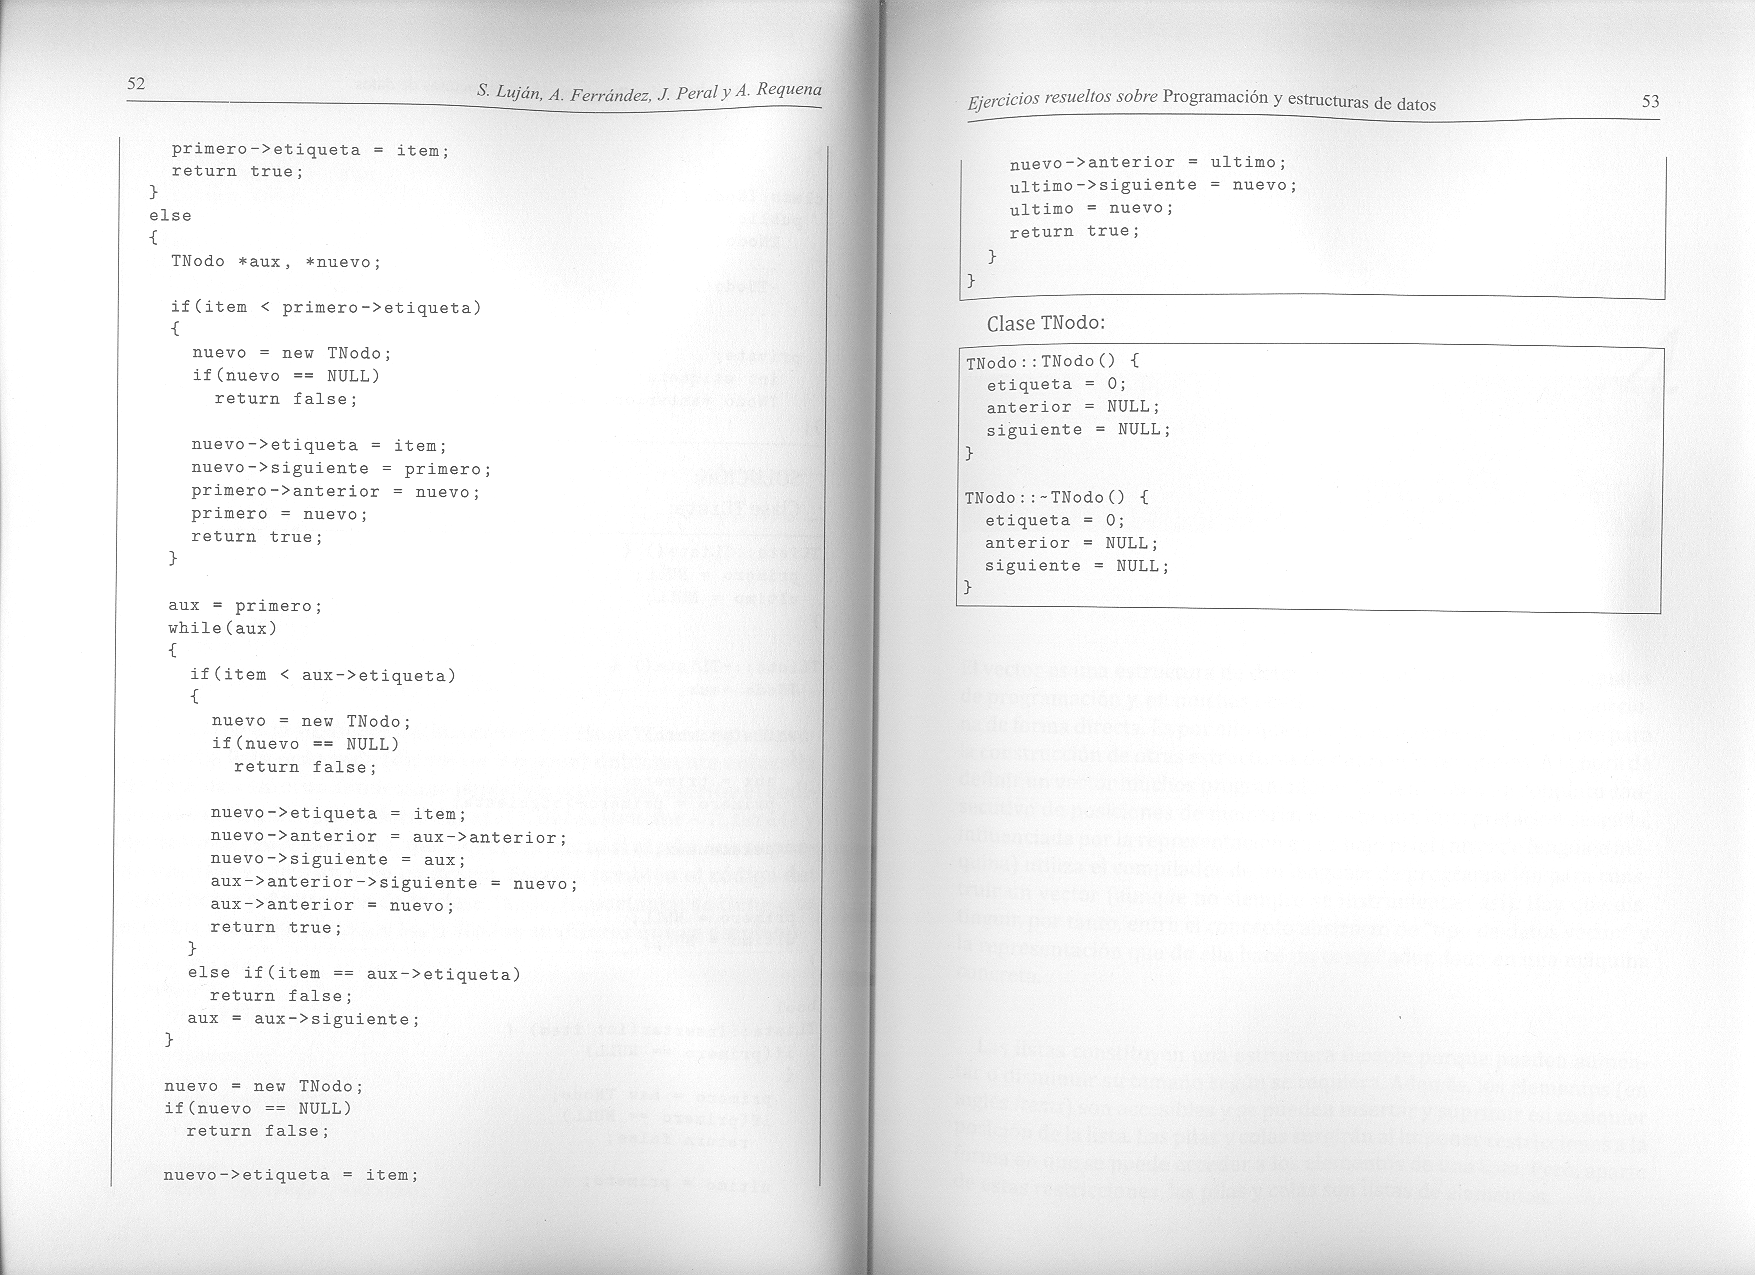 52
S. Luján, A. Ferrández, J. Peral y A. Requena
primero->etiqueta = item;
return true;
}
else
{
TNodo *aux, *nuevo;
if(item < primero->etiqueta)
{
nuevo = new TNodo;
if(nuevo == NULL)
return false;
nuevo->etiqueta = item;
nuevo->siguiente = primero;
primero->anterior = nuevo;
primero = nuevo;
return true;
}
aux = primero;
while(aux)
{
if(item < aux->etiqueta)
{
nuevo = new TNodo;
if(nuevo == NULL)
return false;
nuevo->etiqueta = item;
nuevo->anterior = aux->anterior;
nuevo->siguiente = aux;
aux->anterior->siguiente = nuevo;
aux->anterior = nuevo;
return true;
}
else if(item == aux->etiqueta)
return false;
aux = aux->siguiente;
}
nuevo = new TNodo;
if(nuevo == NULL)
return false;
nuevo->etiqueta = item;
Ejercicios resueltos sobre Programación y estructuras de datos
53
nuevo->anterior = ultimo;
ultimo->siguiente = nuevo;
ultimo = nuevo;
return true;
}
}
Clase TNodo:
TNodo::TNodo() {
etiqueta = 0;
anterior = NULL;
siguiente = NULL;
}
TNodo::~TNodo() {
etiqueta = 0;
anterior = NULL;
siguiente = NULL;
}